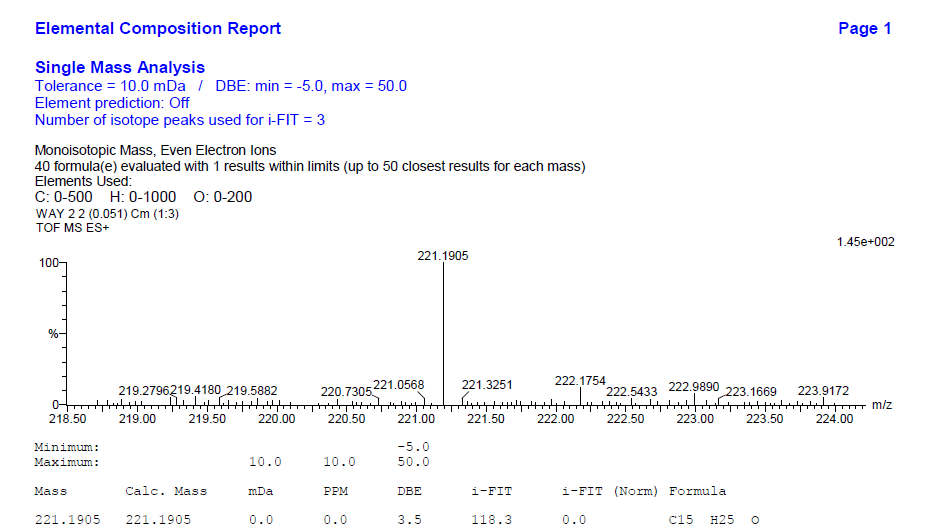 Elemental Composition Report Page 1
Single Mass Analysis
Tolerance = 10.0 mDa / DBE: min = -5.0, max = 50.0
Element prediction: Off
Number of isotope peaks used for i-FIT = 3
Monoisotopic Mass, Even Electron Ions
40 formula(e) evaluated with 1 results within limits (up to 50 closest results for each mass)
Elements Used:
C: 0-500 H: 0-1000 O: 0-200
WAY 2 2 (0.051) Cm (1:3)
TOF MS ES+
1.45e+002
100
221.1905
%
219.2796 219.4180 219.5882 220.7305 221.0568 221.3251 222.1754 222.5433 222.9890 223.1669 223.9172
0
m/z
218.50 219.00 219.50 220.00 220.50 221.00 221.50 222.00 222.50 223.00 223.50 224.00
Minimum: -5.0
Maximum: 10.0 10.0 50.0
Mass Calc. Mass mDa PPM DBE i-FIT i-FIT (Norm) Formula
221.1905 221.1905 0.0 0.0 3.5 118.3 0.0 C15 H25 O